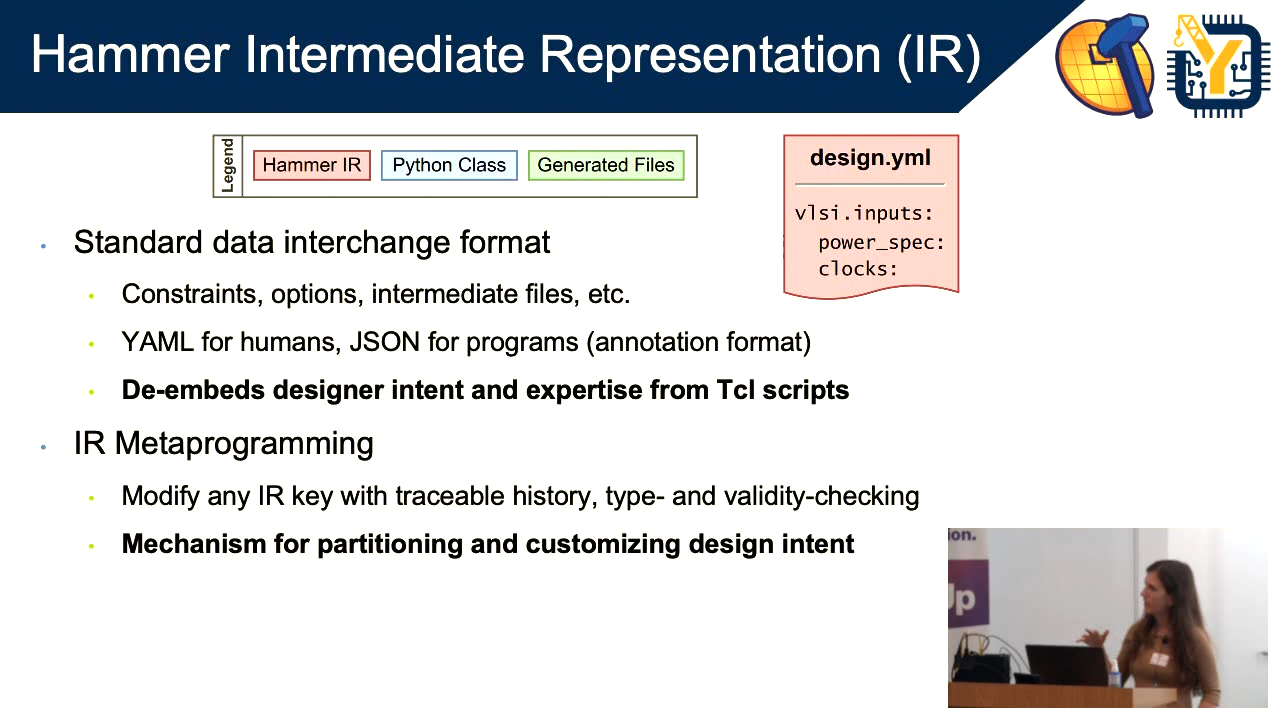 Hammer Intermediate Representation (IR)
Legend
Hammer IR
Python Class
Generated Files
design.yml
vlsi.inputs:
power_spec:
clocks:
Standard data interchange format
Constraints, options, intermediate files, etc.
YAML for humans, JSON for programs (annotation format)
De-embeds designer intent and expertise from Tcl scripts
IR Metaprogramming
Modify any IR key with traceable history, type- and validity-checking
Mechanism for partitioning and customizing design intent
ion.
Up